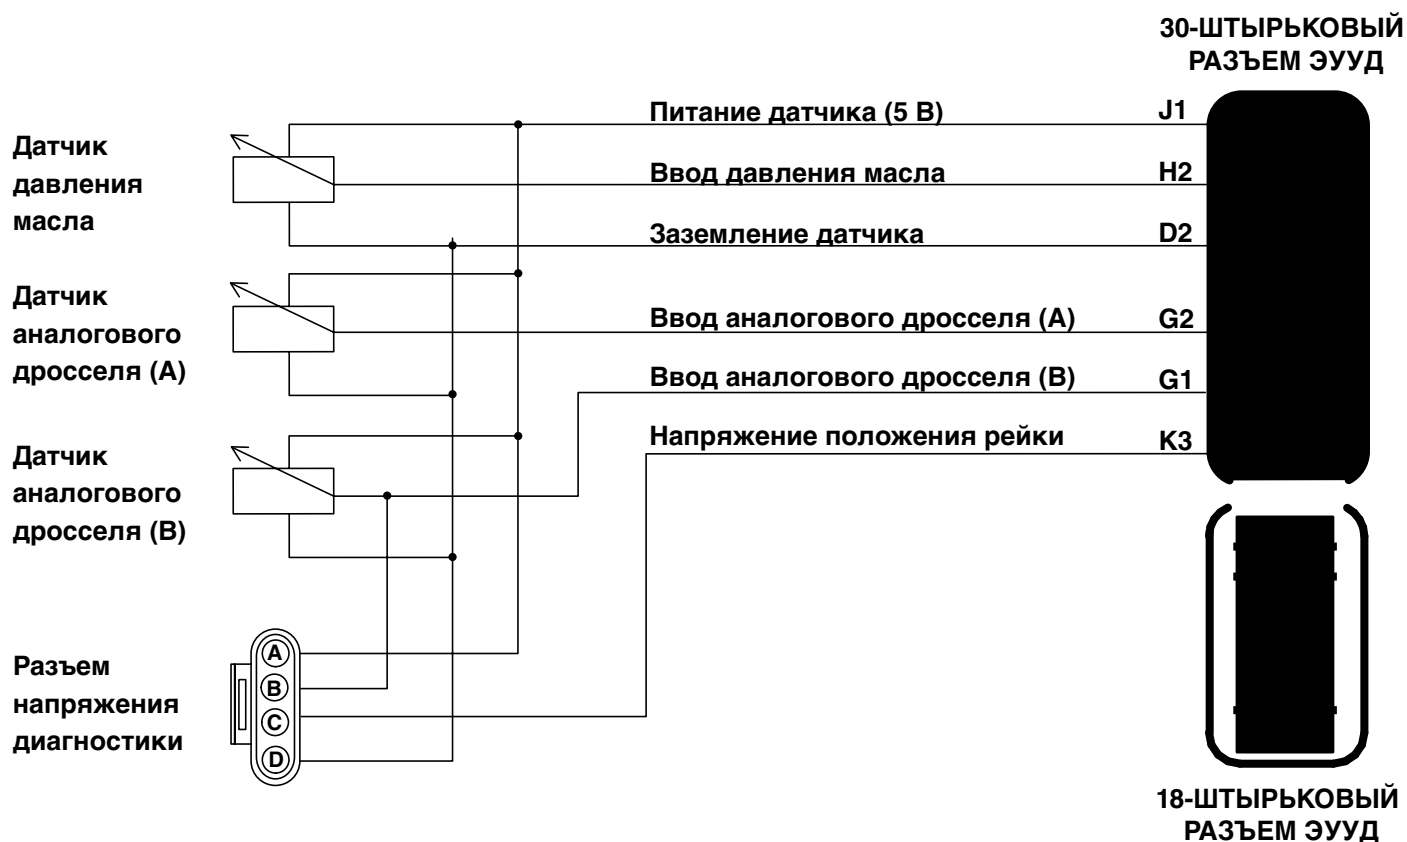 30-ШТЫРЬКОВЫЙ
РАЗЪЕМ ЭУУД
Питание датчика (5 В) J1
Датчик
давления
масла
Ввод давления масла H2
Заземление датчика D2
Датчик
аналогового
дросселя (А)
Ввод аналогового дросселя (А) G2
Ввод аналогового дросселя (В) G1
Напряжение положения рейки K3
Датчик
аналогового
дросселя (В)
Разъем
напряжения
диагностики
A
B
C
D
18-ШТЫРЬКОВЫЙ
РАЗЪЕМ ЭУУД